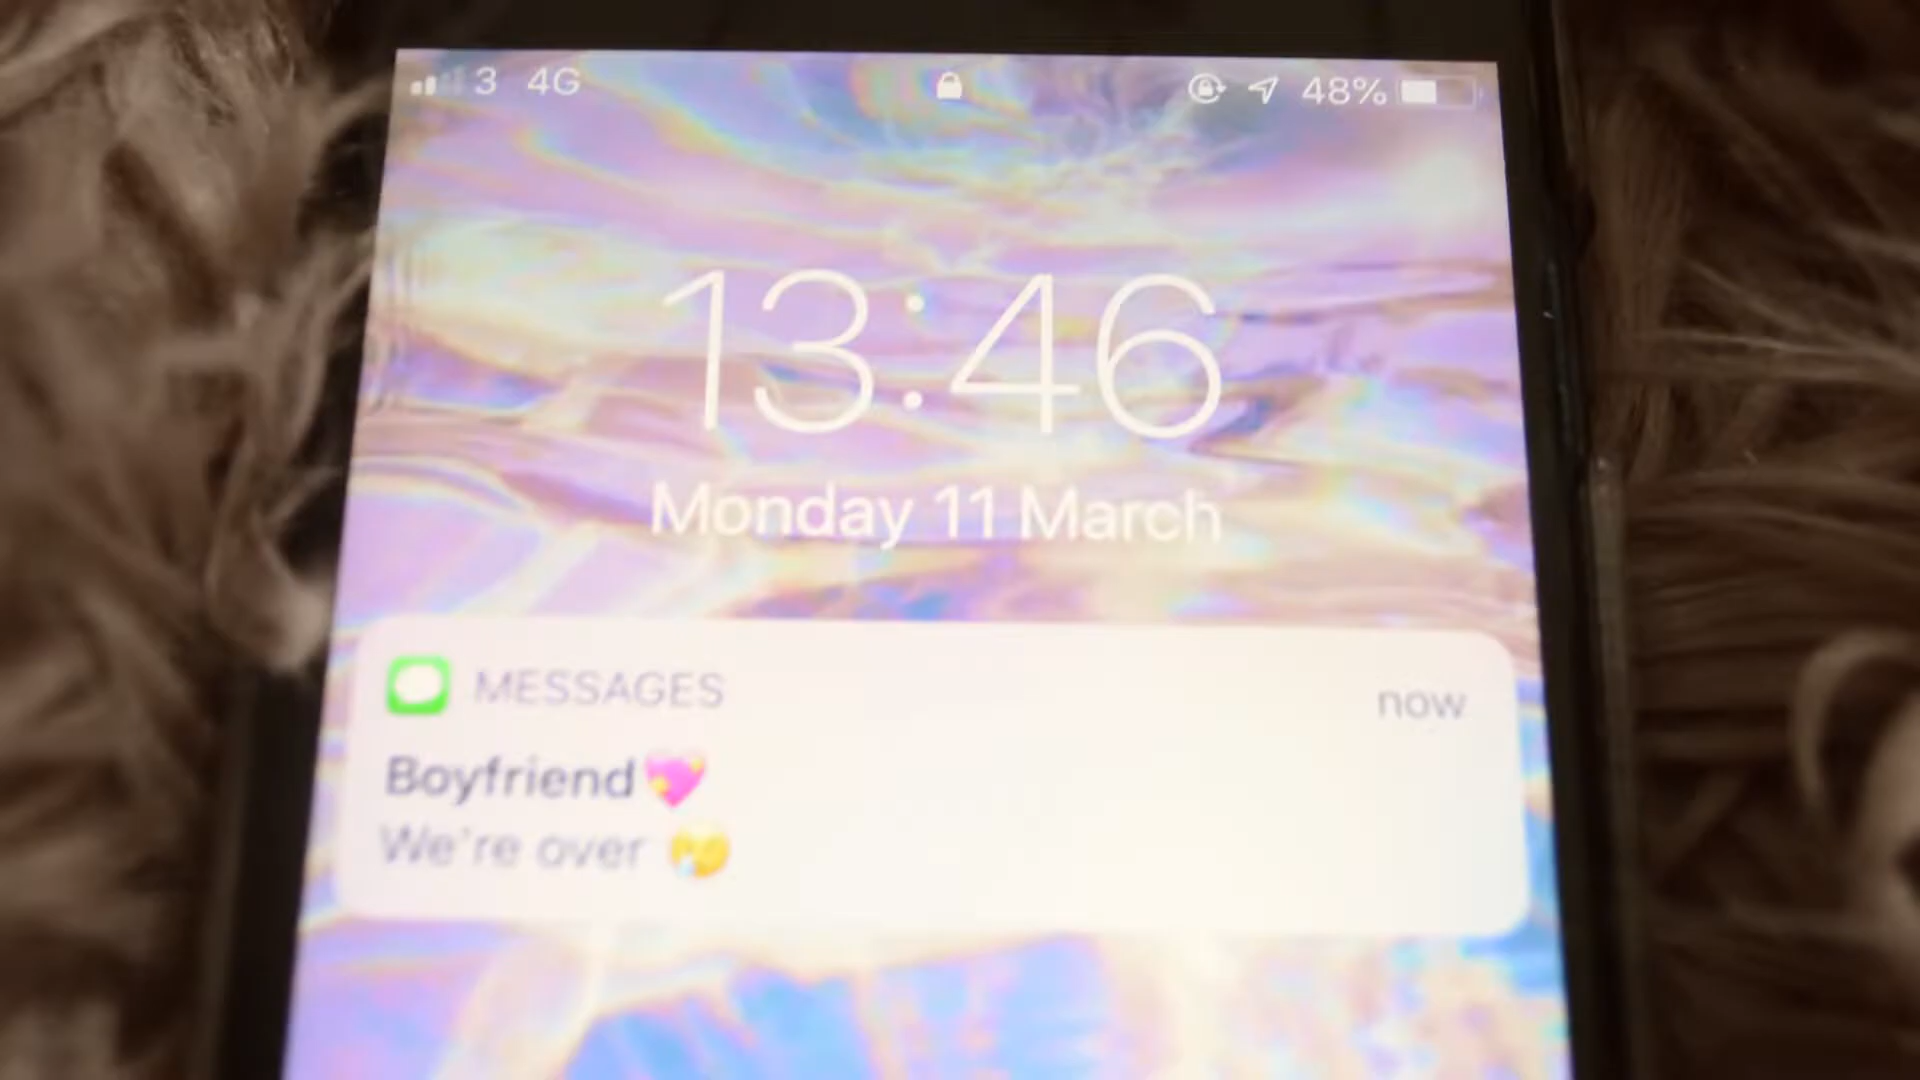 3 4G 48%
13:46
Monday 11 March
MESSAGES now
Boyfriend💖
We're over 🤧